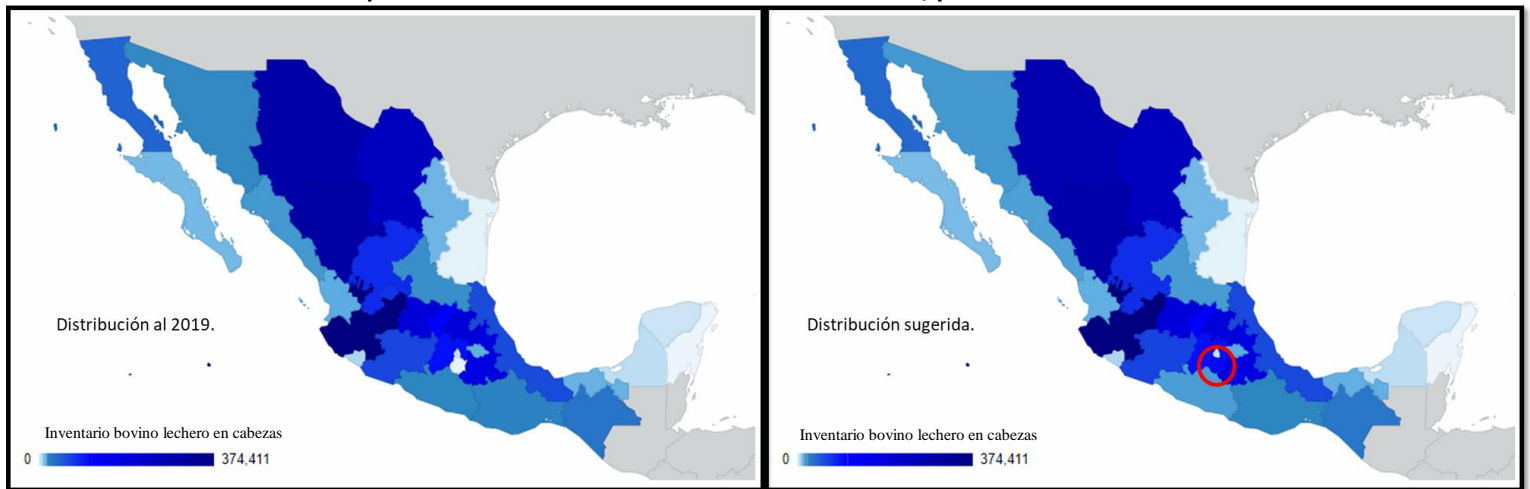 Distribución al 2019.
Inventario bovino lechero en cabezas
0 374,411
Distribución sugerida.
Inventario bovino lechero en cabezas
0 374,411